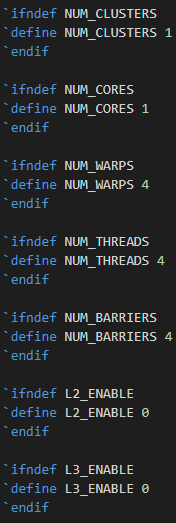 `ifndef NUM_CLUSTERS
`define NUM_CLUSTERS 1
`endif
`ifndef NUM_CORES
`define NUM_CORES 1
`endif
`ifndef NUM_WARPS
`define NUM_WARPS 4
`endif
`ifndef NUM_THREADS
`define NUM_THREADS 4
`endif
`ifndef NUM_BARRIERS
`define NUM_BARRIERS 4
`endif
`ifndef L2_ENABLE
`define L2_ENABLE 0
`endif
`ifndef L3_ENABLE
`define L3_ENABLE 0
`endif